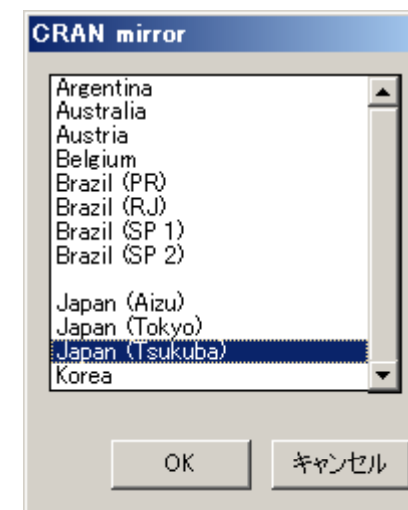 CRAN mirror
Argentina
Australia
Austria
Belgium
Brazil (PR)
Brazil (RJ)
Brazil (SP 1)
Brazil (SP 2)
Japan (Aizu)
Japan (Tokyo)
Japan (Tsukuba)
Korea
OK キャンセル